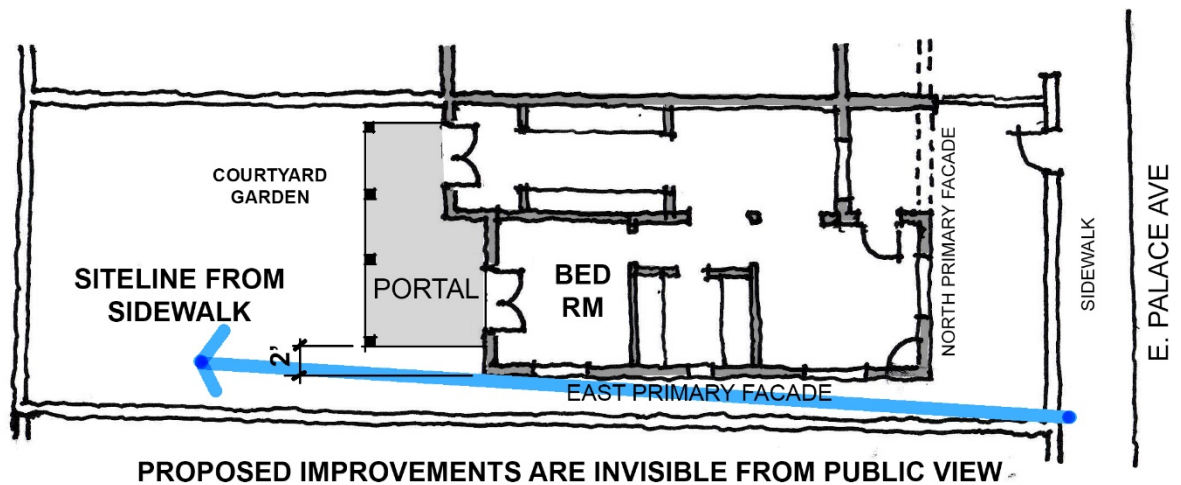 COURTYARD
GARDEN
SITELINE FROM
SIDEWALK
PORTAL
2'
BED
RM
EAST PRIMARY FACADE
NORTH PRIMARY FACADE
SIDEWALK
E. PALACE AVE
PROPOSED IMPROVEMENTS ARE INVISIBLE FROM PUBLIC VIEW